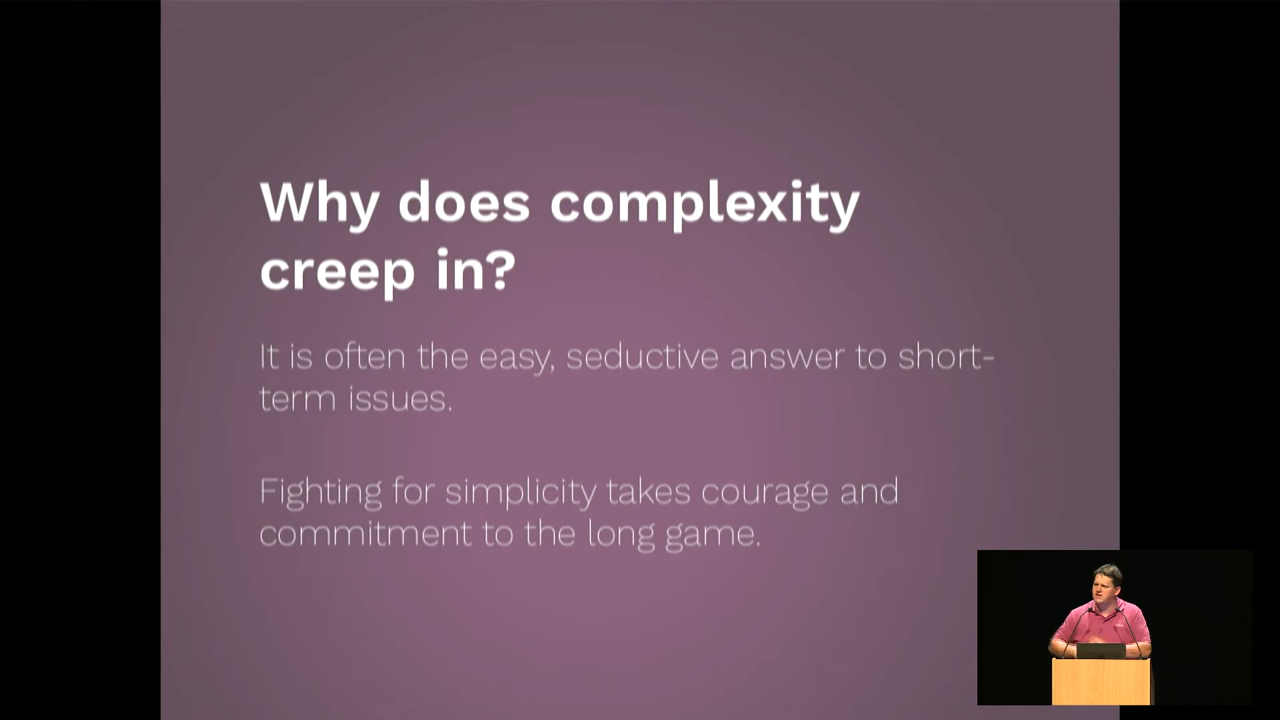 Why does complexity
creep in?
It is often the easy, seductive answer to short-
term issues.
Fighting for simplicity takes courage and
commitment to the long game.